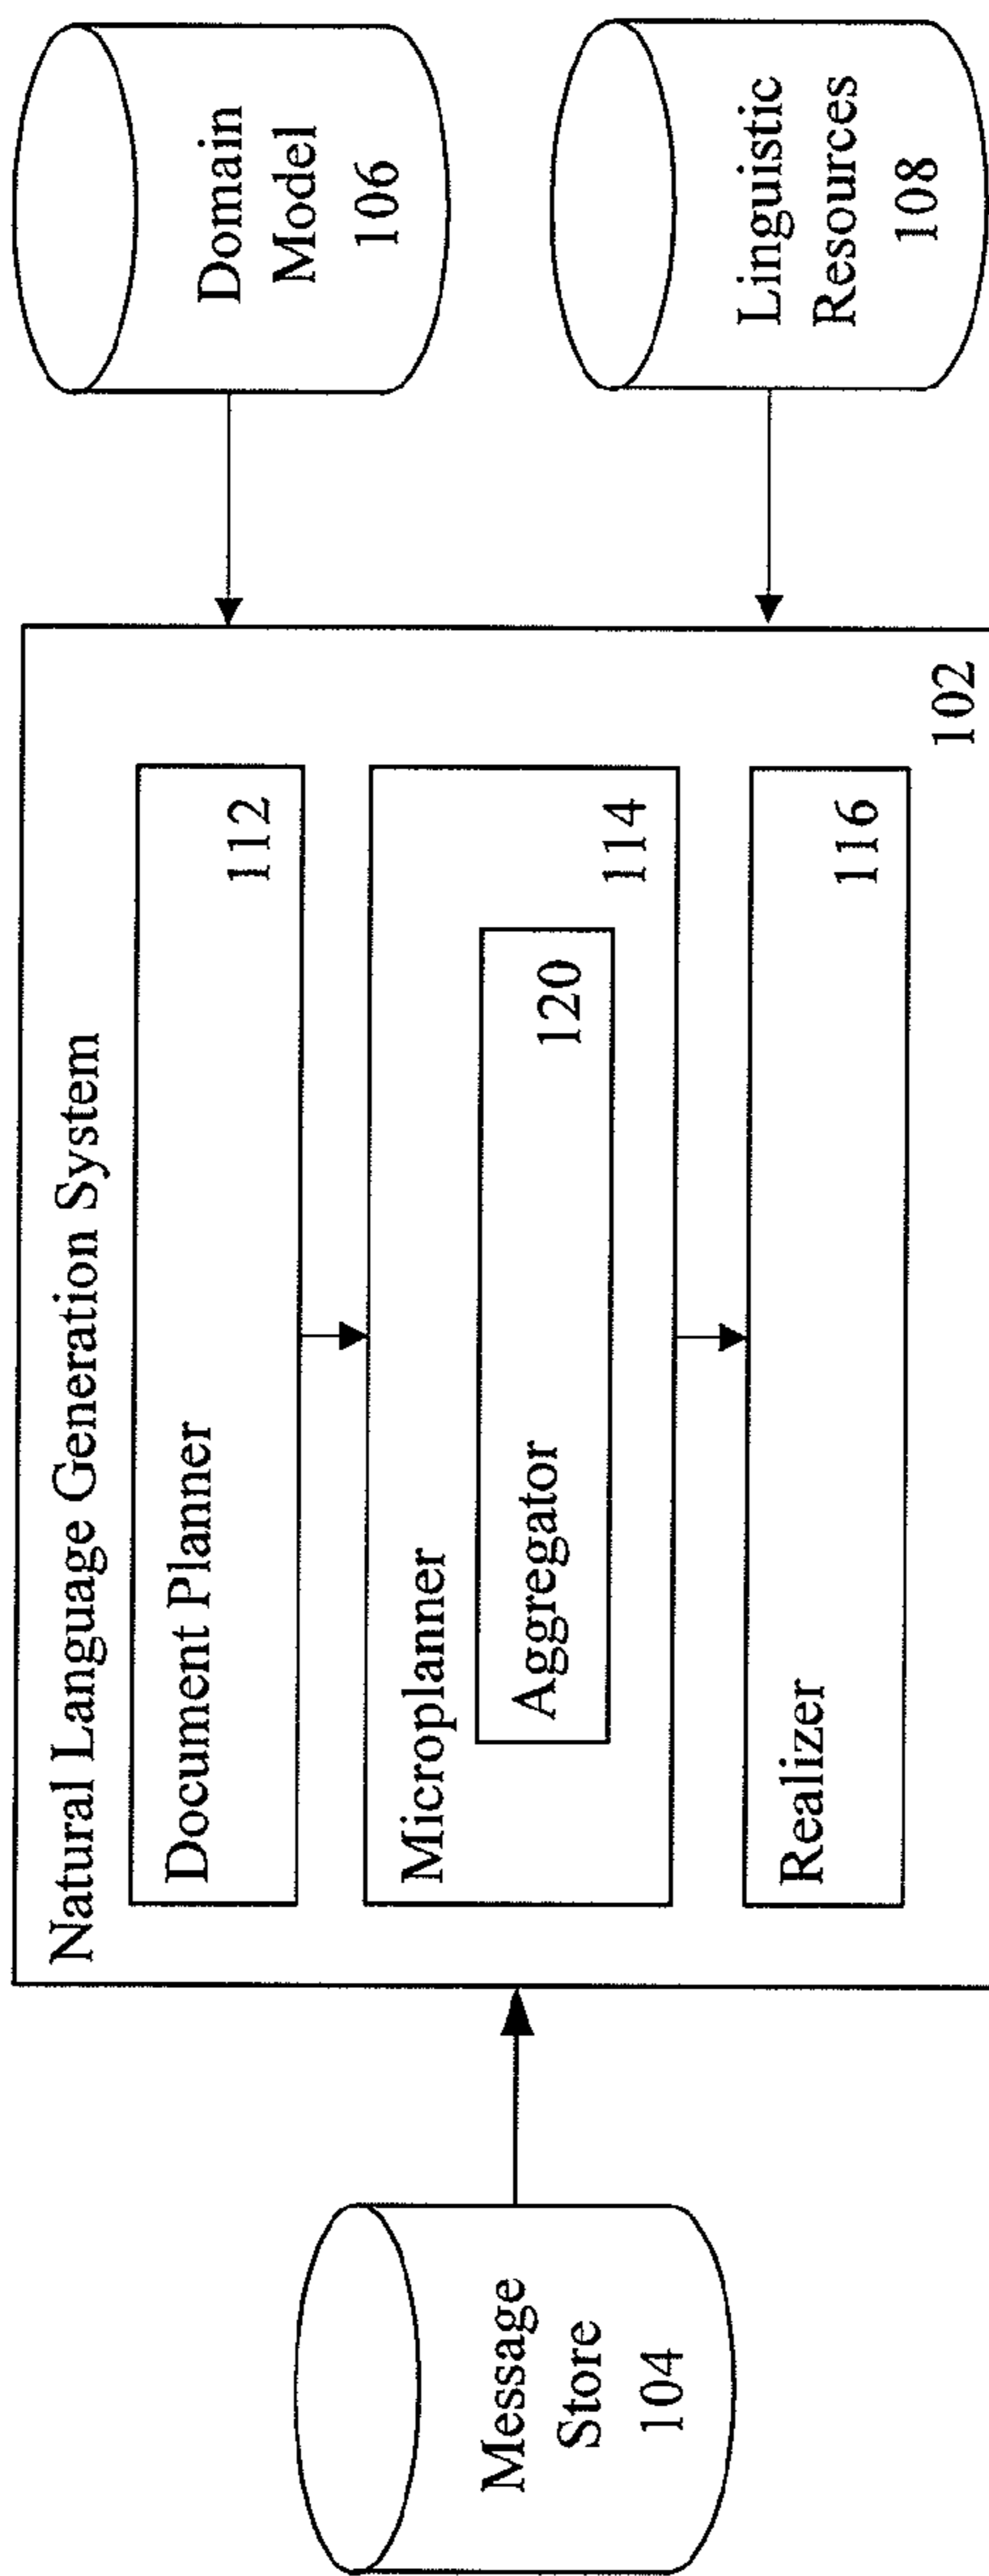 Natural Language Generation System
Document Planner
112
Microplanner
114
Aggregator
120
Realizer
116
102
Message
Store
104
Domain
Model
106
Linguistic
Resources
108